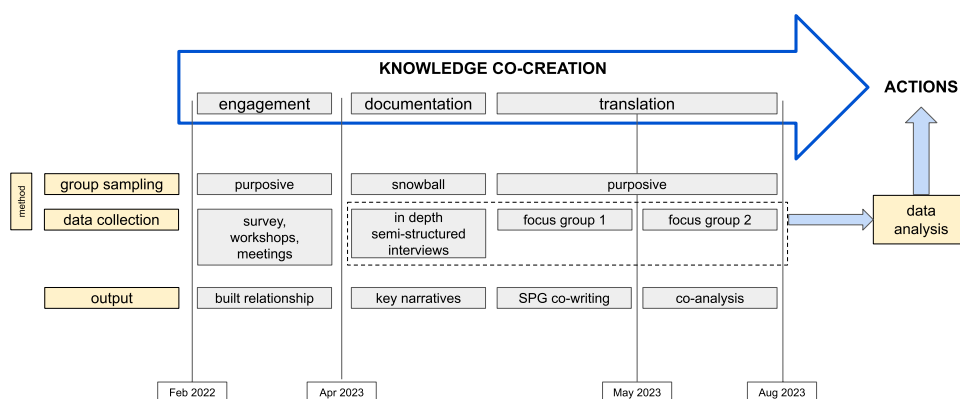 KNOWLEDGE CO-CREATION
ACTIONS
engagement
documentation
translation
method
group sampling
purposive
snowball
purposive
data collection
survey,
workshops,
meetings
in depth
semi-structured
interviews
focus group 1
focus group 2
data
analysis
output
built relationship
key narratives
SPG co-writing
co-analysis
Feb 2022
Apr 2023
May 2023
Aug 2023